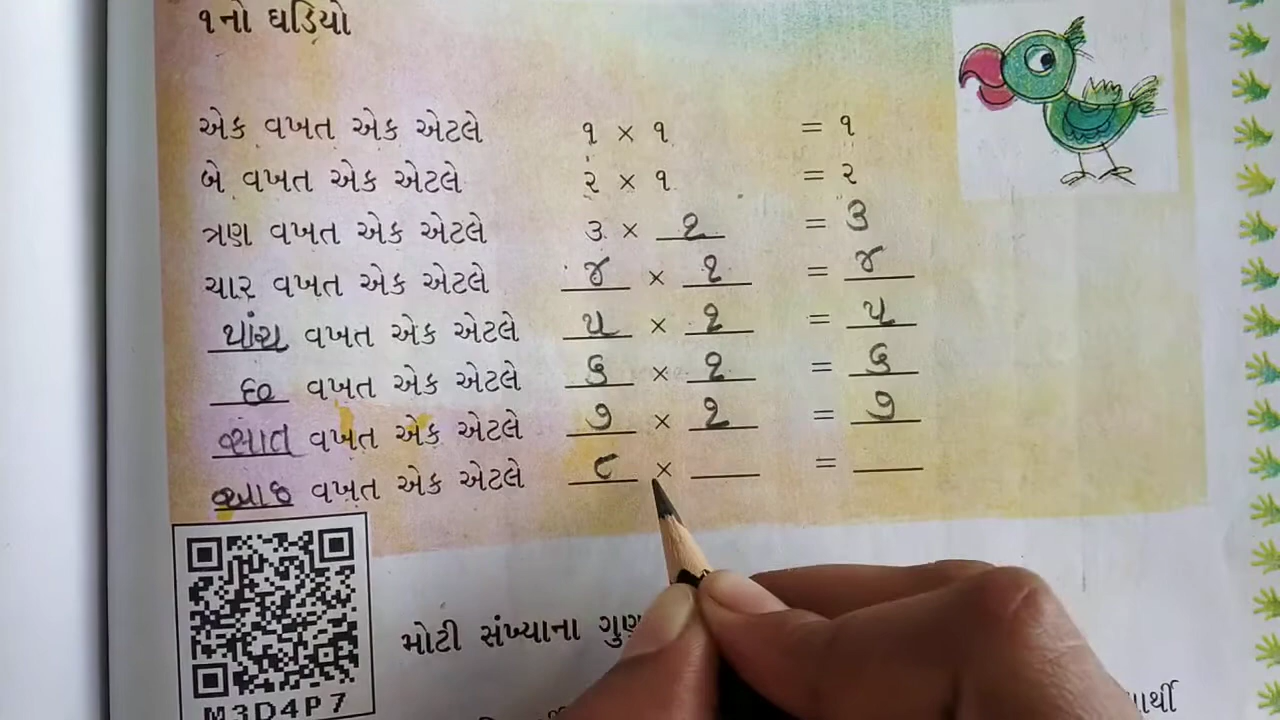 ૧નો ઘડિયો
એક વખત એક એટલે ૧ × ૧ = ૧
બે વખત એક એટલે ૨ × ૧ = ૨
ત્રણ વખત એક એટલે ૩ × ૧ = ૩
ચાર વખત એક એટલે ૪ × ૧ = ૪
પાંચ વખત એક એટલે ૫ × ૧ = ૫
છ વખત એક એટલે ૬ × ૧ = ૬
સાત વખત એક એટલે ૭ × ૧ = ૭
આઠ વખત એક એટલે ૮ × ___ = ___
M3D4P7
મોટી સંખ્યાના